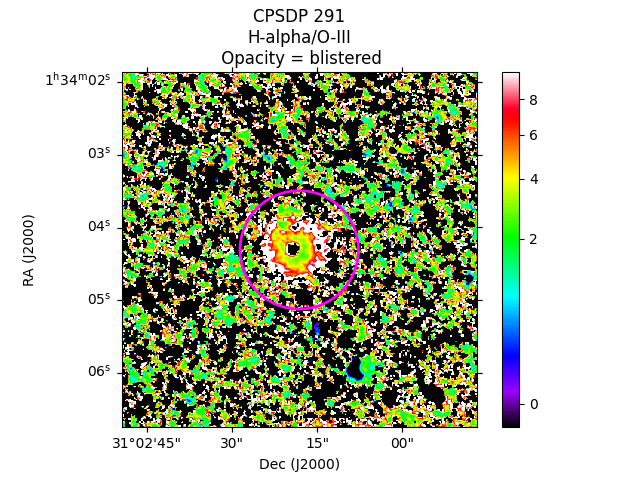 CPSDP 291
H-alpha/O-III
Opacity = blistered
1ʰ34ᵐ02ˢ
03ˢ
04ˢ
05ˢ
06ˢ
RA (J2000)
31°02'45" 30" 15" 00"
Dec (J2000)
8
6
4
2
0